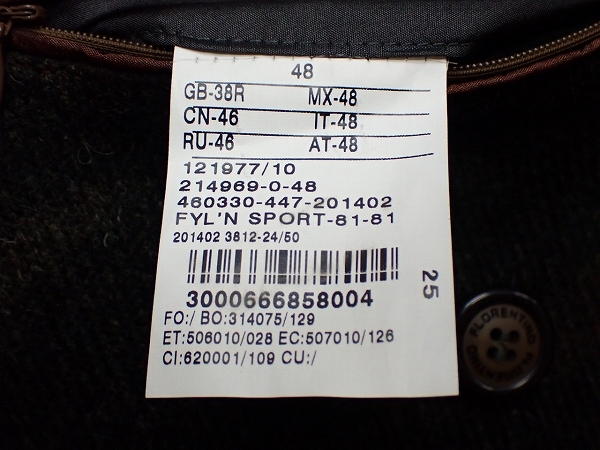 48
GB-38R MX-48
CN-46 IT-48
RU-46 AT-48
121977/10
214969-0-48
460330-447-201402
FYL'N SPORT-81-81
201402 3812-24/50
3000666858004
25
FO:/ BO:314075/129
ET:506010/028 EC:507010/126
CI:620001/109 CU:/
FLORENTINO
FLORENTINO